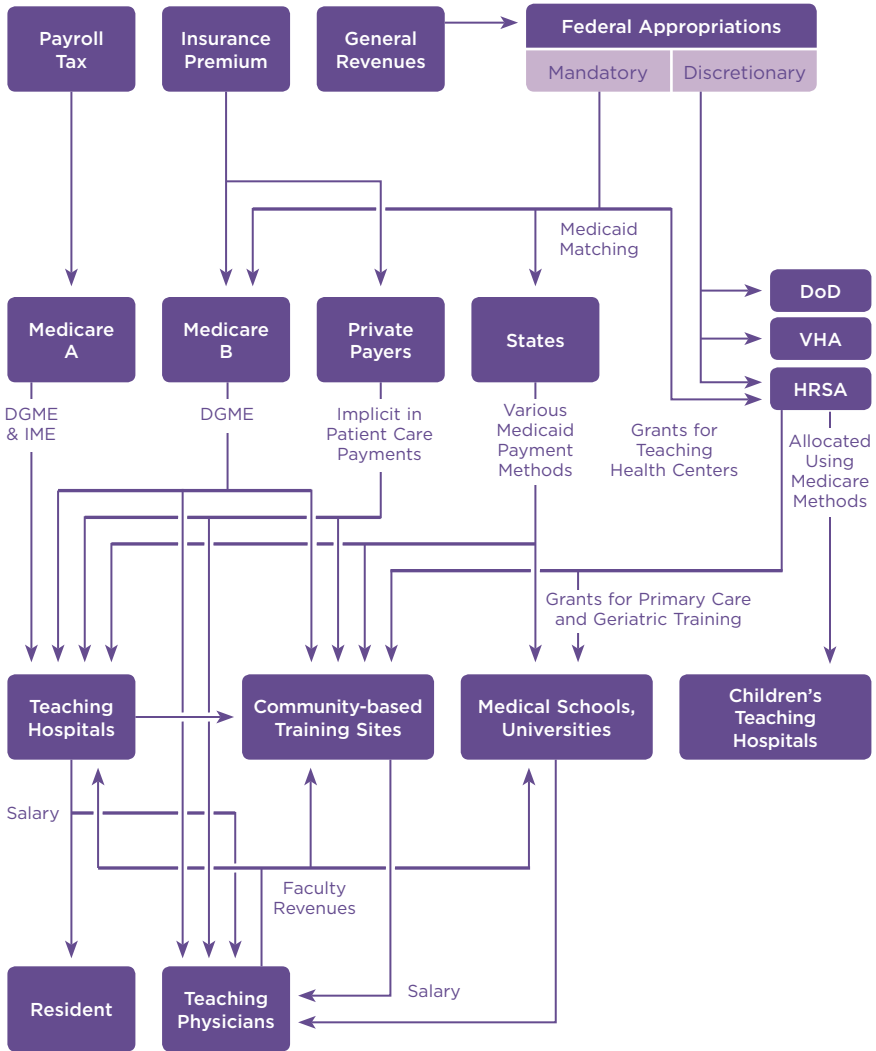 Payroll
Tax
Insurance
Premium
General
Revenues
Federal Appropriations
Mandatory
Discretionary
Medicaid
Matching
DoD
VHA
HRSA
Medicare
A
Medicare
B
Private
Payers
States
DGME
& IME
DGME
Implicit in
Patient Care
Payments
Various
Medicaid
Payment
Methods
Grants for
Teaching
Health Centers
Allocated
Using
Medicare
Methods
Grants for Primary Care
and Geriatric Training
Teaching
Hospitals
Community-based
Training Sites
Medical Schools,
Universities
Children’s
Teaching
Hospitals
Salary
Faculty
Revenues
Salary
Resident
Teaching
Physicians